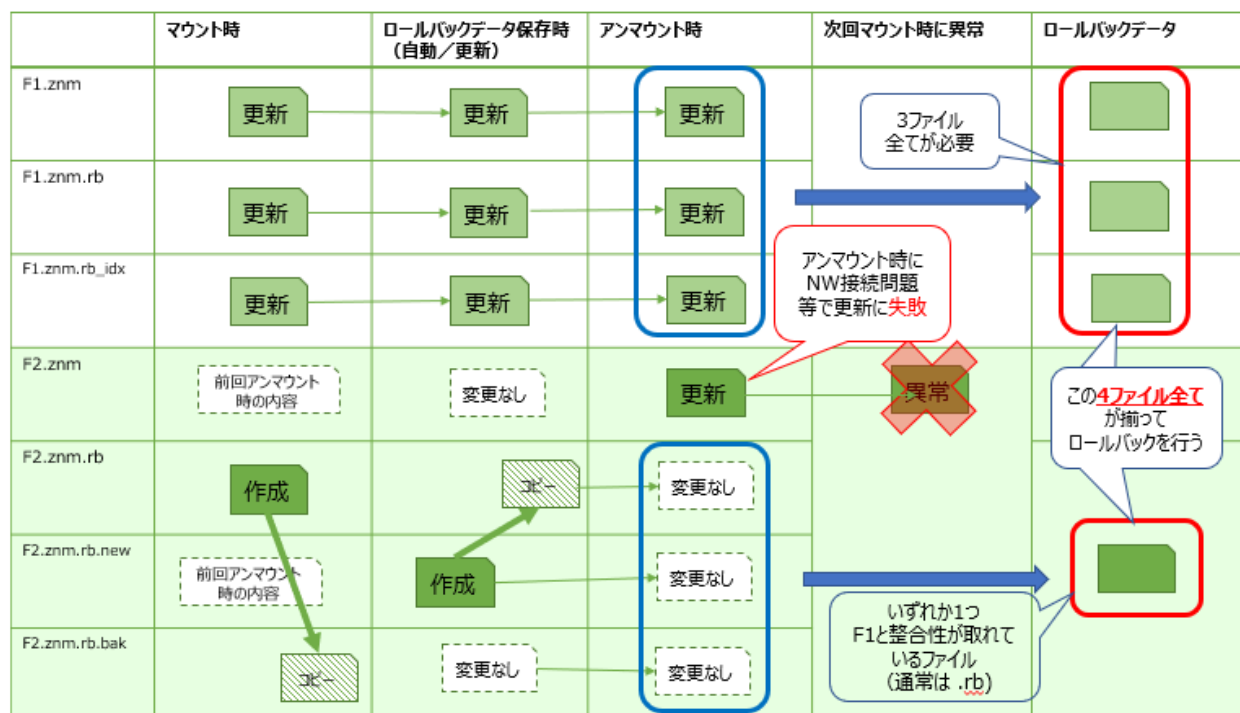 マウント時
ロールバックデータ保存時
（自動／更新）
アンマウント時
次回マウント時に異常
ロールバックデータ
F1.znm
更新
更新
更新
3ファイル
全てが必要
F1.znm.rb
更新
更新
更新
F1.znm.rb_idx
更新
更新
更新
アンマウント時に
NW接続問題
等で更新に失敗
F2.znm
前回アンマウント
時の内容
変更なし
更新
異常
この4ファイル全て
が揃って
ロールバックを行う
F2.znm.rb
作成
コピー
変更なし
F2.znm.rb.new
前回アンマウント
時の内容
作成
変更なし
いずれか1つ
F1と整合性が取れて
いるファイル
(通常は .rb)
F2.znm.rb.bak
コピー
変更なし
変更なし